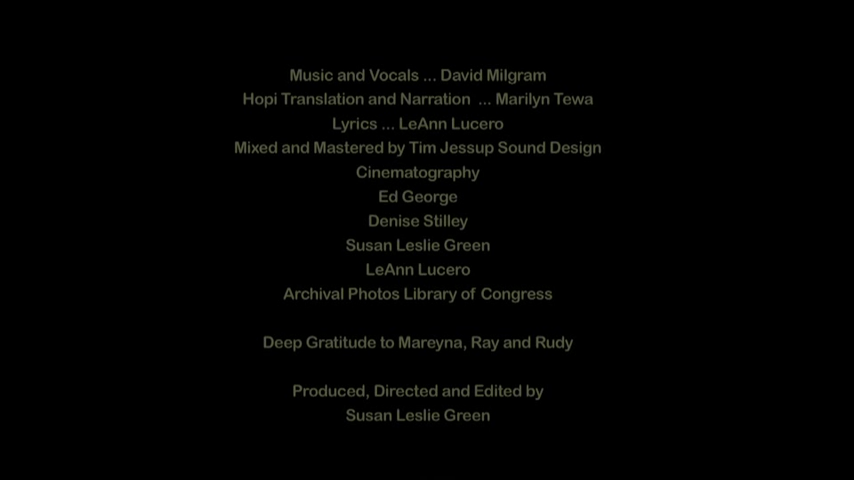 Music and Vocals ... David Milgram
Hopi Translation and Narration ... Marilyn Tewa
Lyrics ... LeAnn Lucero
Mixed and Mastered by Tim Jessup Sound Design
Cinematography
Ed George
Denise Stilley
Susan Leslie Green
LeAnn Lucero
Archival Photos Library of Congress
Deep Gratitude to Mareyna, Ray and Rudy
Produced, Directed and Edited by
Susan Leslie Green